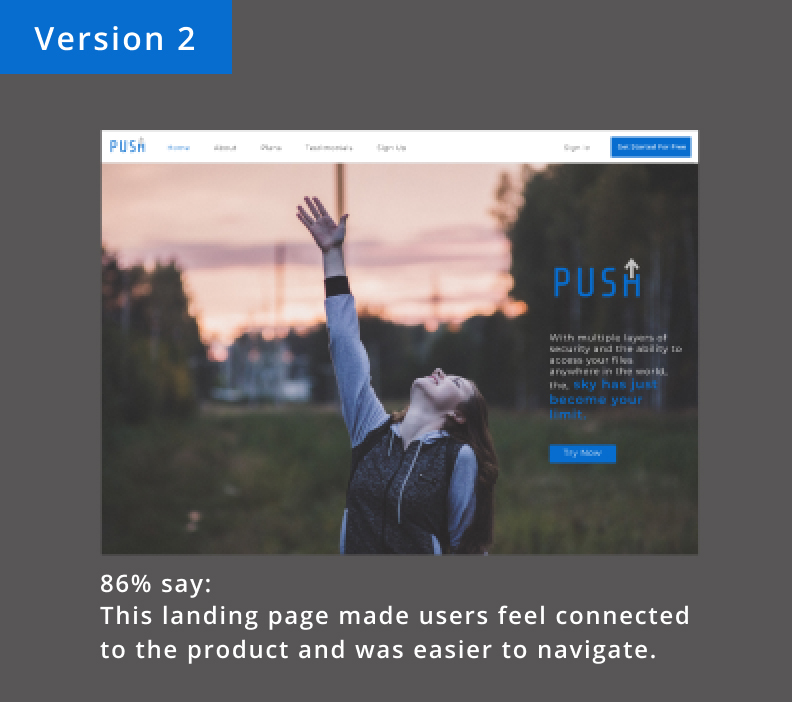 Version 2
PUSH
Home About Plans Testimonials Sign Up Sign in Get Started For Free
PUSH
With multiple layers of
security and the ability to
access your files
anywhere in the world,
the, sky has just
become your
limit.
Try Now
86% say:
This landing page made users feel connected
to the product and was easier to navigate.